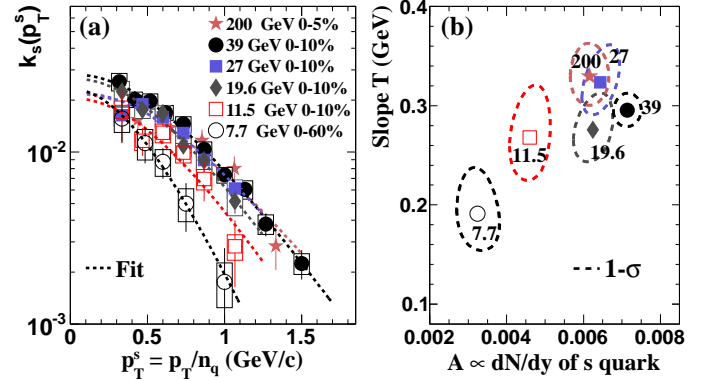 (a)
k_s(p_T^s)
200 GeV 0-5%
39 GeV 0-10%
27 GeV 0-10%
19.6 GeV 0-10%
11.5 GeV 0-10%
7.7 GeV 0-60%
Fit
10^-2
10^-3
0 0.5 1 1.5
p_T^s = p_T/n_q (GeV/c)
(b)
Slope T (GeV)
0.4
0.3
0.2
0.1
200
27
39
19.6
11.5
7.7
1-σ
0.002 0.004 0.006 0.008
A ∝ dN/dy of s quark